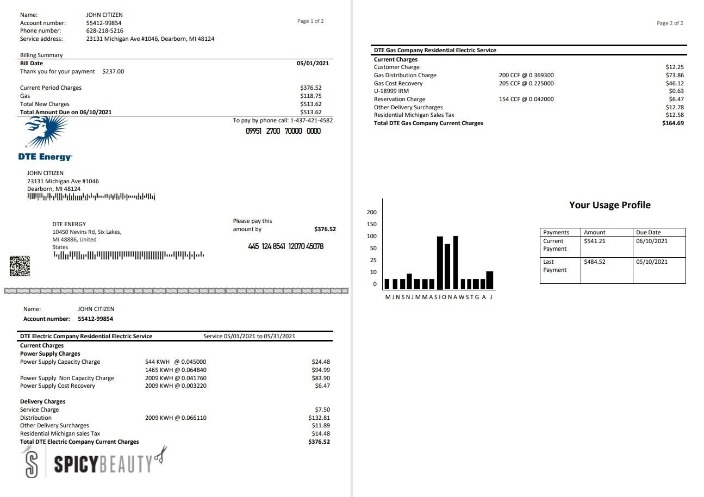 Name: JOHN CITIZEN
Account number: 55412-99854
Phone number: 628-218-5216
Service address: 23131 Michigan Ave #1046, Dearborn, MI 48124
Page 1 of 2
Billing Summary
Bill Date 05/01/2021
Thank you for your payment $237.00
Current Period Charges $376.52
Gas $118.75
Total New Charges $513.62
Total Amount Due on 06/10/2021 $513.62
To pay by phone call: 1-437-421-4582
09951 2700 70000 0000
DTE Energy
JOHN CITIZEN
23131 Michigan Ave #1046
Dearborn, MI 48124
DTE ENERGY
10450 Nevins Rd, Six Lakes,
MI 48886, United
States
Please pay this
amount by $376.52
445 124 8541 12070 45078
Name: JOHN CITIZEN
Account number: 55412-99854
DTE Electric Company Residential Electric Service Service 05/01/2021 to 05/31/2021
Current Charges
Power Supply Charges
Power Supply Capacity Charge 544 KWH @ 0.045000 $24.48
1465 KWH @ 0.064840 $94.99
Power Supply Non Capacity Charge 2009 KWH @ 0.041760 $83.90
Power Supply Cost Recovery 2009 KWH @ 0.003220 $6.47
Delivery Charges
Service Charge $7.50
Distribution 2009 KWH @ 0.066110 $132.81
Other Delivery Surcharges $11.89
Residential Michigan sales Tax $14.48
Total DTE Electric Company Current Charges $376.52
SPICYBEAUTY
Page 2 of 2
DTE Gas Company Residential Electric Service
Current Charges
Customer Charge $12.25
Gas Distribution Charge 200 CCF @ 0.369300 $73.86
Gas Cost Recovery 205 CCF @ 0.225000 $46.12
U-18999 IRM $0.63
Reservation Charge 154 CCF @ 0.042000 $6.47
Other Delivery Surcharges $12.78
Residential Michigan Sales Tax $12.58
Total DTE Gas Company Current Charges $164.69
200
150
100
50
25
10
0
M J N S N J M M A S I O N A W S T G A J
Your Usage Profile
Payments Amount Due Date
Current Payment $541.21 06/10/2021
Last Payment $484.52 05/10/2021